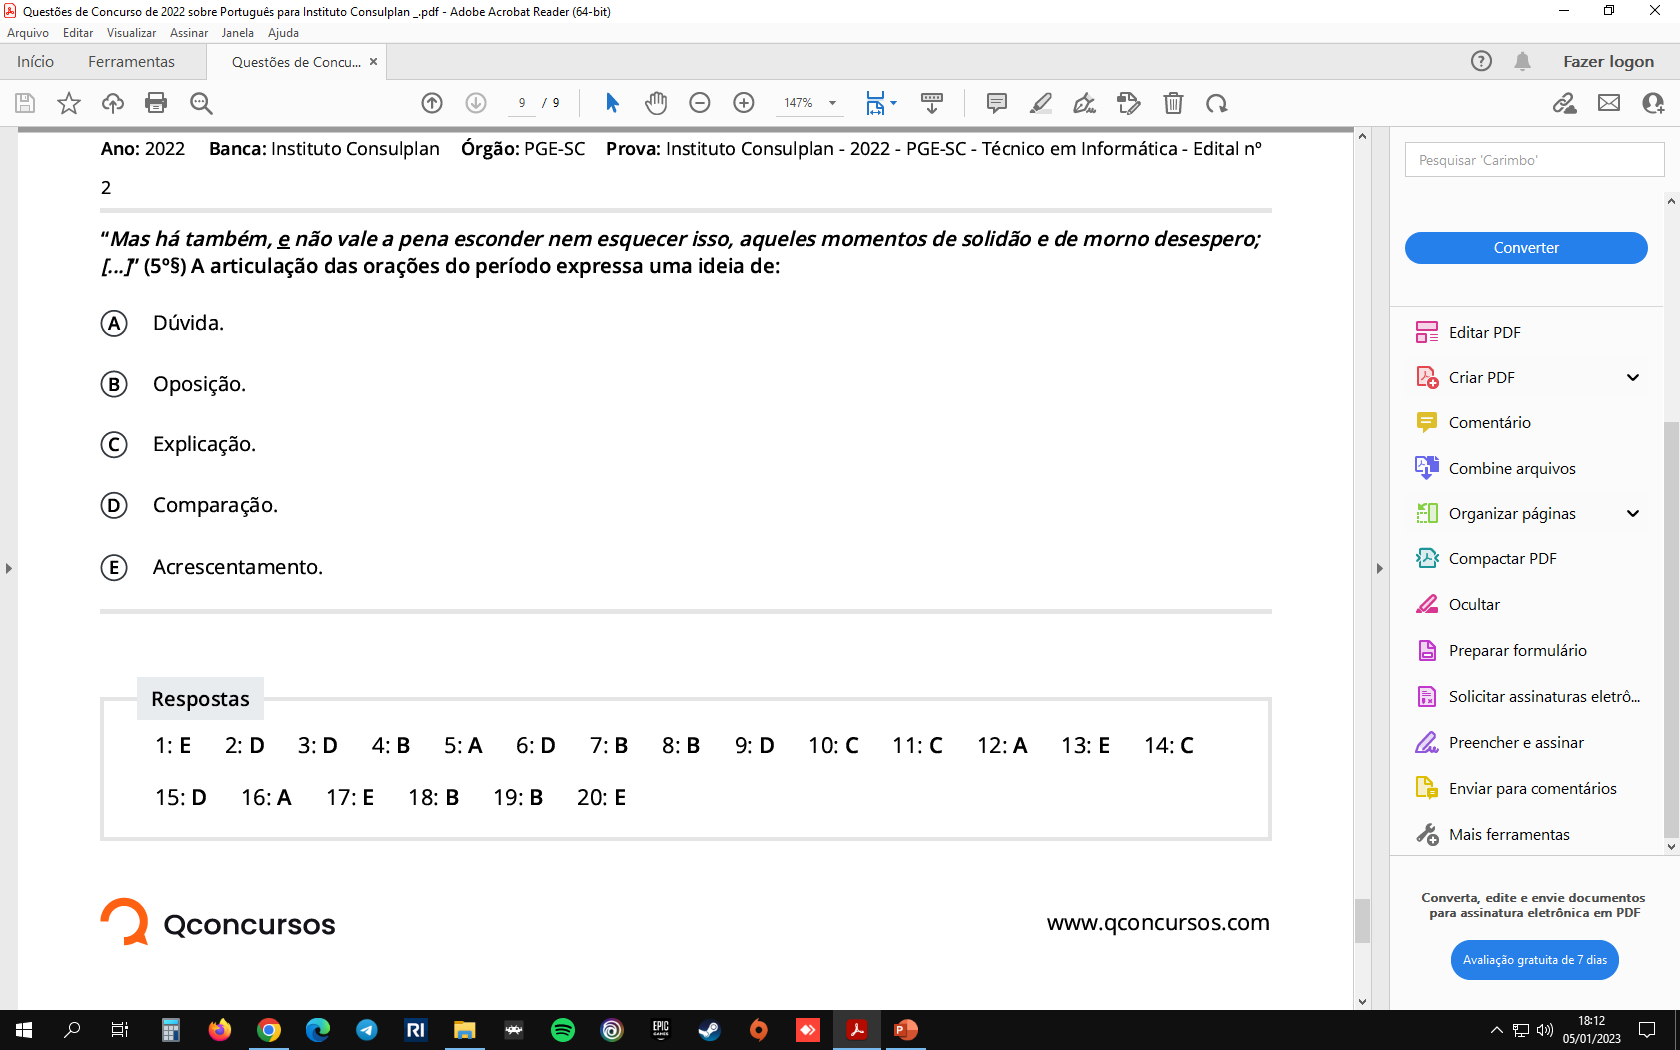 Questões de Concurso de 2022 sobre Português para Instituto Consulplan _.pdf - Adobe Acrobat Reader (64-bit)
Arquivo Editar Visualizar Assinar Janela Ajuda
Início Ferramentas Questões de Concu... × Fazer logon
9 / 9 147%
Ano: 2022 Banca: Instituto Consulplan Órgão: PGE-SC Prova: Instituto Consulplan - 2022 - PGE-SC - Técnico em Informática - Edital nº
2
“Mas há também, e não vale a pena esconder nem esquecer isso, aqueles momentos de solidão e de morno desespero;
[...]” (5º§) A articulação das orações do período expressa uma ideia de:
A Dúvida.
B Oposição.
C Explicação.
D Comparação.
E Acrescentamento.
Respostas
1: E 2: D 3: D 4: B 5: A 6: D 7: B 8: B 9: D 10: C 11: C 12: A 13: E 14: C
15: D 16: A 17: E 18: B 19: B 20: E
Qconcursos www.qconcursos.com
Pesquisar 'Carimbo'
Converter
Editar PDF
Criar PDF
Comentário
Combine arquivos
Organizar páginas
Compactar PDF
Ocultar
Preparar formulário
Solicitar assinaturas eletrô...
Preencher e assinar
Enviar para comentários
Mais ferramentas
Converta, edite e envie documentos
para assinatura eletrônica em PDF
Avaliação gratuita de 7 dias
RI
EPIC
GAMES
P
18:12
05/01/2023